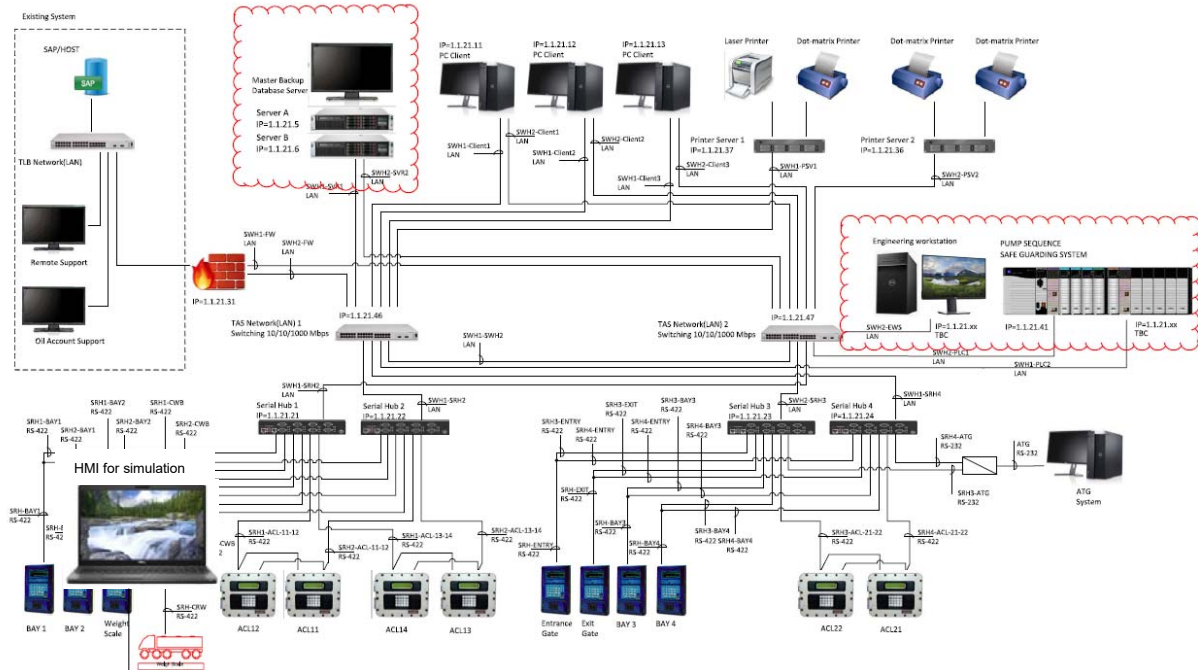 Existing System
SAP/HOST
SAP
TLB Network(LAN)
Remote Support
Oil Account Support
Master Backup
Database Server
Server A
IP=1.1.21.5
Server B
IP=1.1.21.6
SWH2-SVR2
LAN
IP=1.1.21.11
PC Client
IP=1.1.21.12
PC Client
IP=1.1.21.13
PC Client
SWH1-Client1
LAN
SWH2-Client1
LAN
SWH1-Client2
LAN
SWH2-Client2
LAN
SWH1-Client3
LAN
SWH2-Client3
LAN
Laser Printer
Dot-matrix Printer
Dot-matrix Printer
Dot-matrix Printer
Printer Server 1
IP=1.1.21.37
Printer Server 2
IP=1.1.21.36
SWH1-PSV1
LAN
SWH2-PSV2
LAN
SWH1-FW
LAN
SWH2-FW
LAN
IP=1.1.21.31
IP=1.1.21.46
TAS Network(LAN) 1
Switching 10/10/1000 Mbps
SWH1-SWH2
LAN
IP=1.1.21.47
TAS Network(LAN) 2
Switching 10/10/1000 Mbps
Engineering workstation
PUMP SEQUENCE
SAFE GUARDING SYSTEM
SWH2-EWS
LAN
IP=1.1.21.xx
TBC
IP=1.1.21.41
IP=1.1.21.xx
TBC
SWH2-PLC1
LAN
SWH1-PLC2
LAN
SWH1-SRH2
LAN
Serial Hub 1
IP=1.1.21.21
Serial Hub 2
IP=1.1.21.22
SWH1-SRH2
LAN
Serial Hub 3
IP=1.1.21.23
SWH2-SRH3
LAN
Serial Hub 4
IP=1.1.21.24
SWH1-SRH4
LAN
SRH1-BAY1
RS-422
SRH2-BAY1
RS-422
SRH1-BAY2
RS-422
SRH2-BAY2
RS-422
SRH1-CWB
RS-422
SRH2-CWB
RS-422
HMI for simulation
SRH-BAY1
RS-422
RS-42
BAY 1
BAY 2
Weight
Scale
SRH-CRW
RS-422
SRH1-ACL-11-12
RS-422
SRH2-ACL-11-12
RS-422
SRH1-ACL-13-14
RS-422
SRH2-ACL-13-14
RS-422
ACL12
ACL11
ACL14
ACL13
SRH3-ENTRY
RS-422
SRH4-ENTRY
RS-422
SRH3-EXIT
RS-422
SRH4-ENTRY
RS-422
SRH3-BAY3
RS-422
SRH4-BAY3
RS-422
SRH-EXIT
RS-422
SRH-BAY3
RS-422
SRH-ENTRY
RS-422
SRH-BAY4
RS-422
SRH3-BAY4
RS-422
SRH4-BAY4
RS-422
Entrance
Gate
Exit
Gate
BAY 3
BAY 4
SRH3-ACL-21-22
RS-422
SRH4-ACL-21-22
RS-422
ACL22
ACL21
SRH4-ATG
RS-232
SRH3-ATG
RS-232
ATG
RS-232
ATG
System